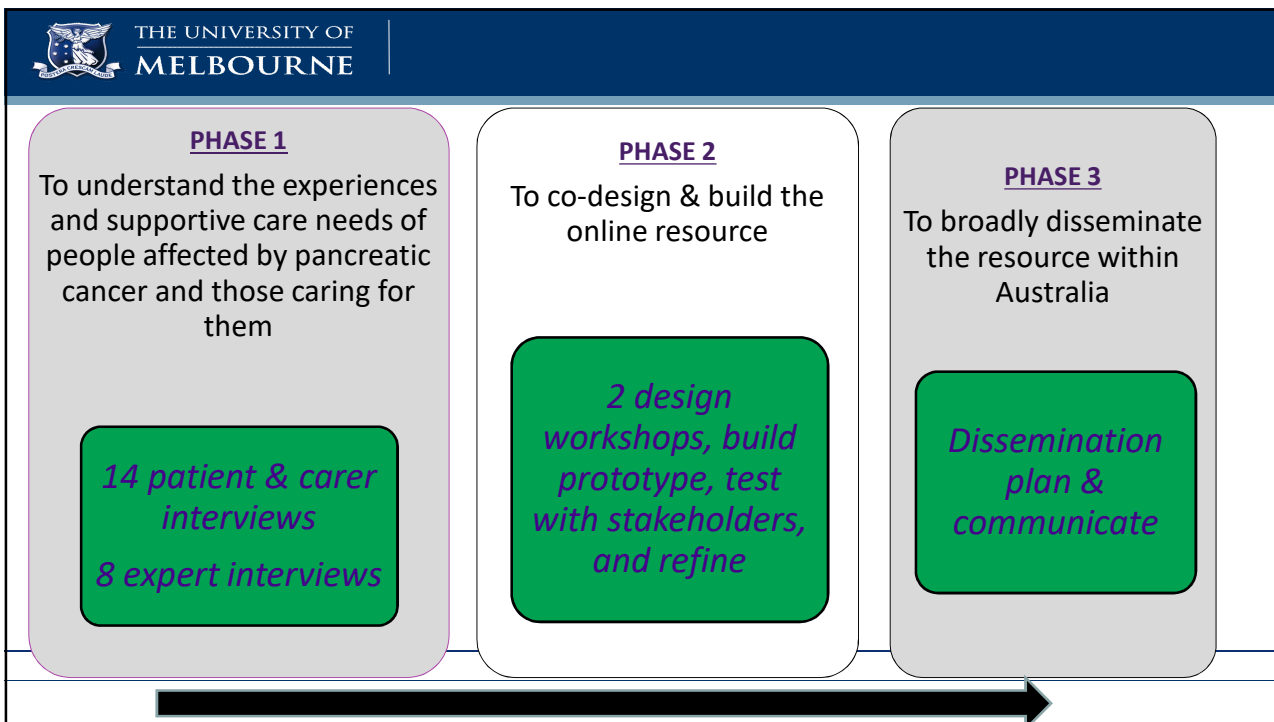 THE UNIVERSITY OF
MELBOURNE
POSTERA CRESCAM LAUDE
PHASE 1
To understand the experiences
and supportive care needs of
people affected by pancreatic
cancer and those caring for
them
14 patient & carer
interviews
8 expert interviews
PHASE 2
To co-design & build the
online resource
2 design
workshops, build
prototype, test
with stakeholders,
and refine
PHASE 3
To broadly disseminate
the resource within
Australia
Dissemination
plan &
communicate